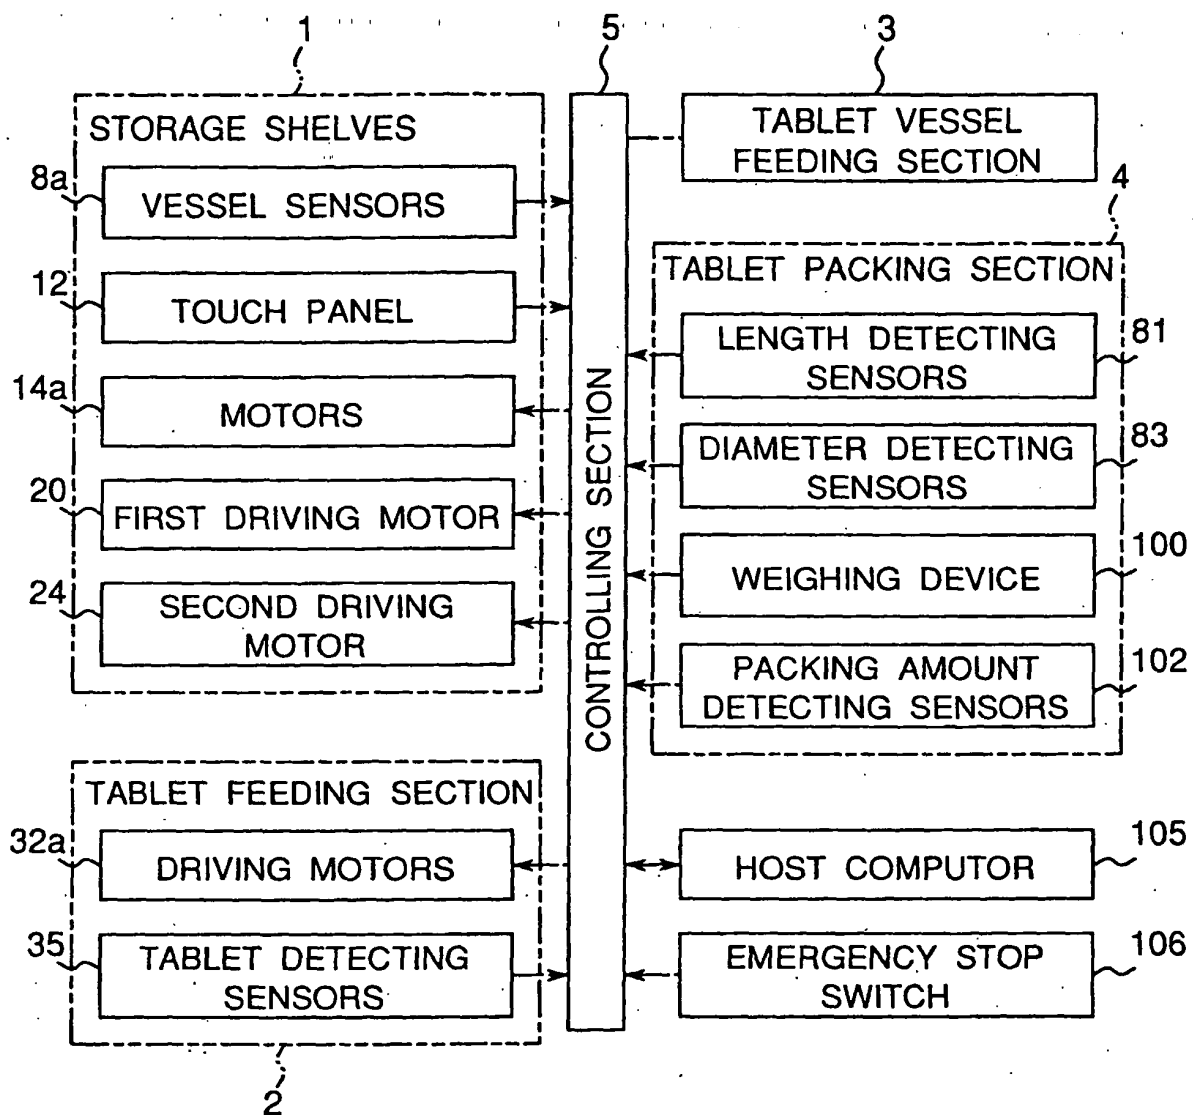 1
5
3
STORAGE SHELVES
8a
VESSEL SENSORS
12
TOUCH PANEL
14a
MOTORS
20
FIRST DRIVING MOTOR
24
SECOND DRIVING
MOTOR
TABLET FEEDING SECTION
32a
DRIVING MOTORS
35
TABLET DETECTING
SENSORS
2
CONTROLLING SECTION
TABLET VESSEL
FEEDING SECTION
4
TABLET PACKING SECTION
LENGTH DETECTING
SENSORS
81
DIAMETER DETECTING
SENSORS
83
WEIGHING DEVICE
100
PACKING AMOUNT
DETECTING SENSORS
102
HOST COMPUTOR
105
EMERGENCY STOP
SWITCH
106